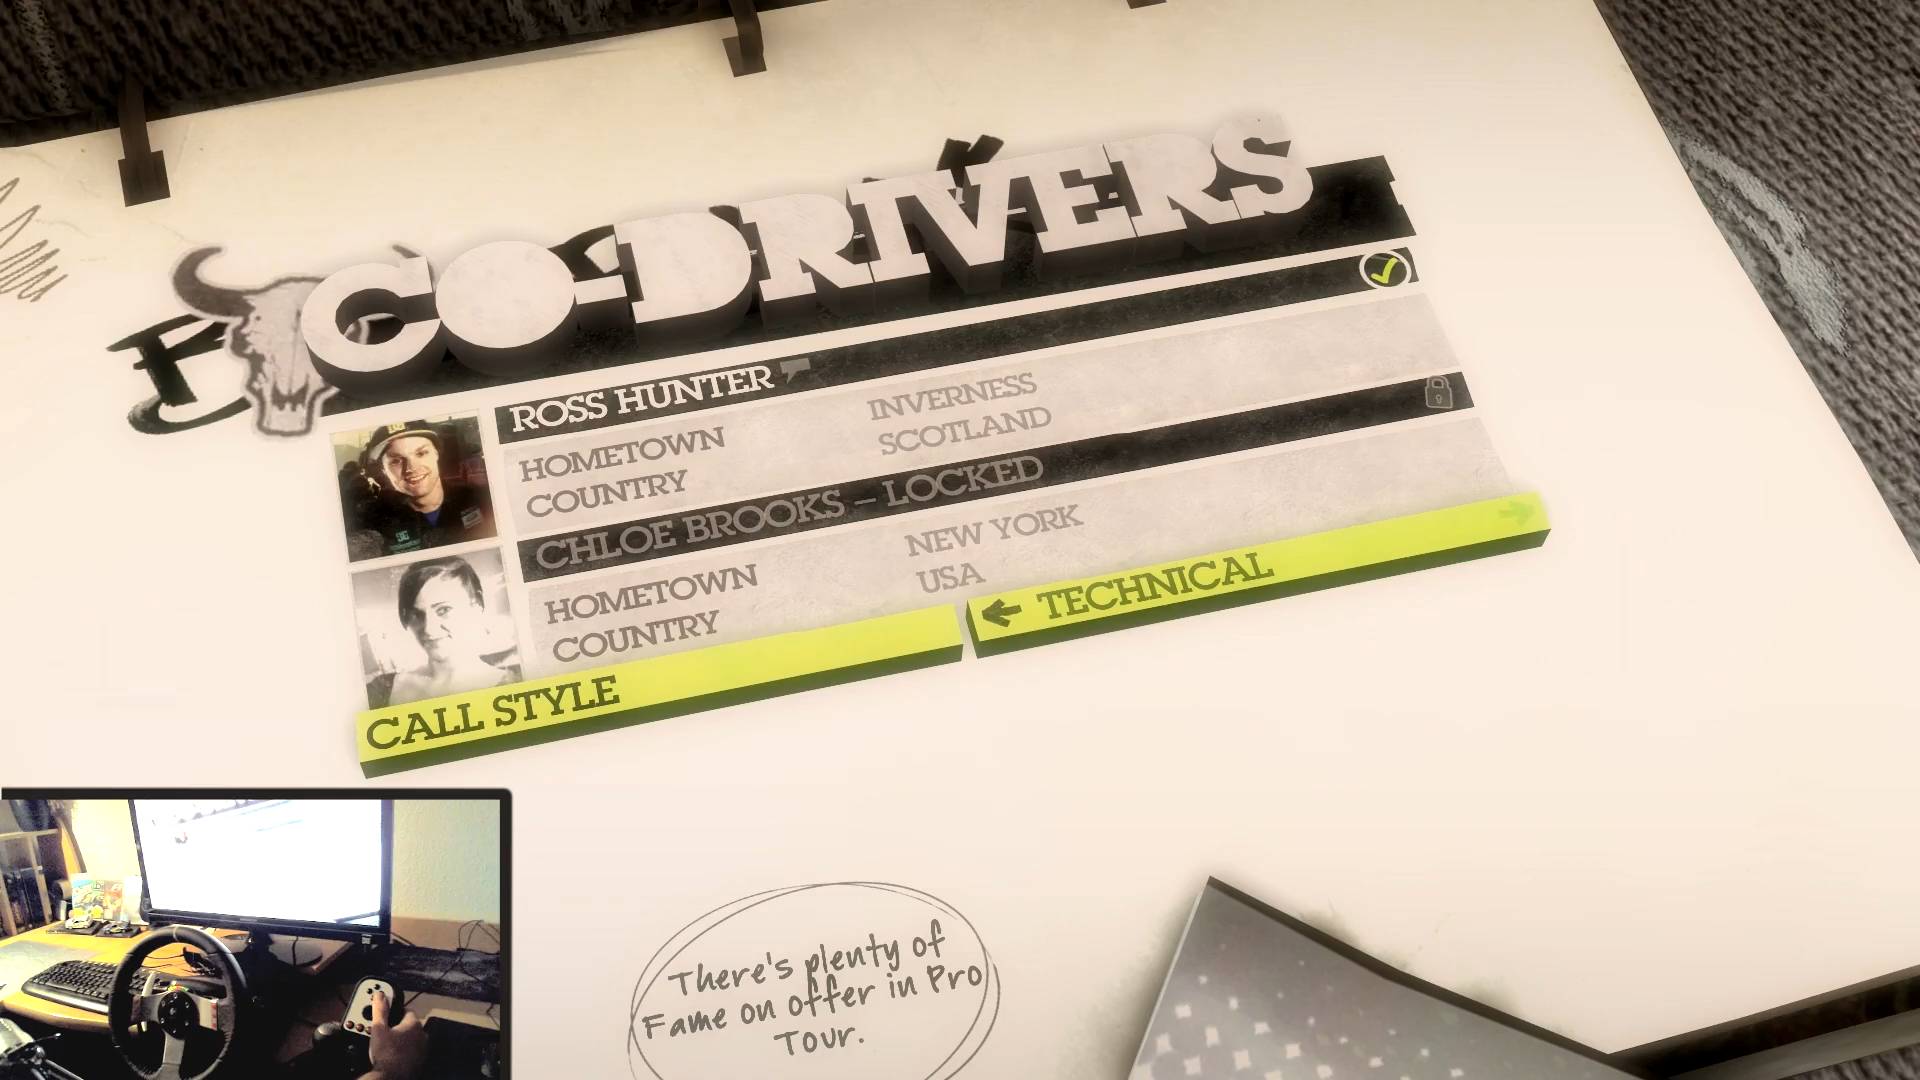 CO-DRIVERS
ROSS HUNTER
HOMETOWN INVERNESS
COUNTRY SCOTLAND
CHLOE BROOKS – LOCKED
HOMETOWN NEW YORK
COUNTRY USA
CALL STYLE TECHNICAL
There's plenty of
Fame on offer in Pro
Tour.